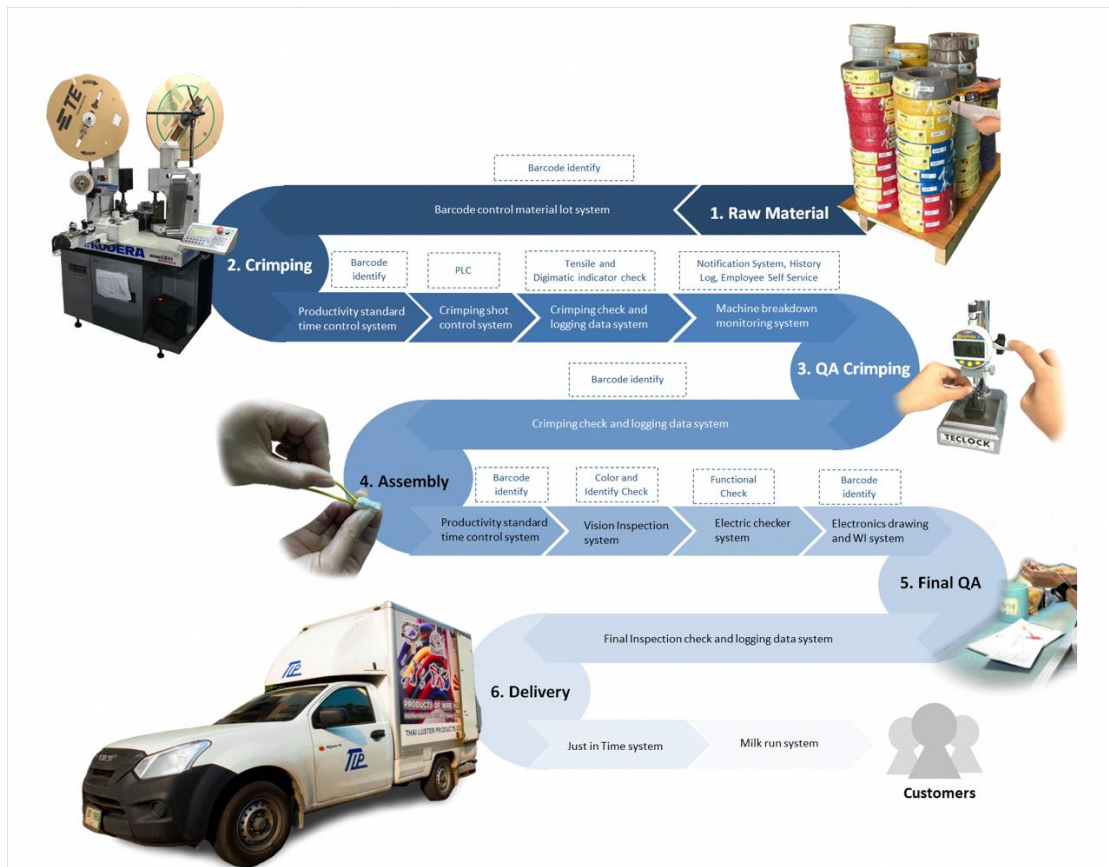 Barcode identify
Barcode control material lot system
1. Raw Material
TE
KODERA
2. Crimping
Barcode
identify
PLC
Tensile and
Digimatic indicator check
Notification System, History
Log, Employee Self Service
Productivity standard
time control system
Crimping shot
control system
Crimping check and
logging data system
Machine breakdown
monitoring system
3. QA Crimping
TECLOCK
Barcode identify
Crimping check and logging data system
4. Assembly
Barcode
identify
Color and
Identify Check
Functional
Check
Barcode
identify
Productivity standard
time control system
Vision Inspection
system
Electric checker
system
Electronics drawing
and WI system
5. Final QA
Final Inspection check and logging data system
6. Delivery
Just in Time system
Milk run system
Customers
TLP
PRODUCTS OF WIRE
THAI LUSTER PRODUCTS
TLP